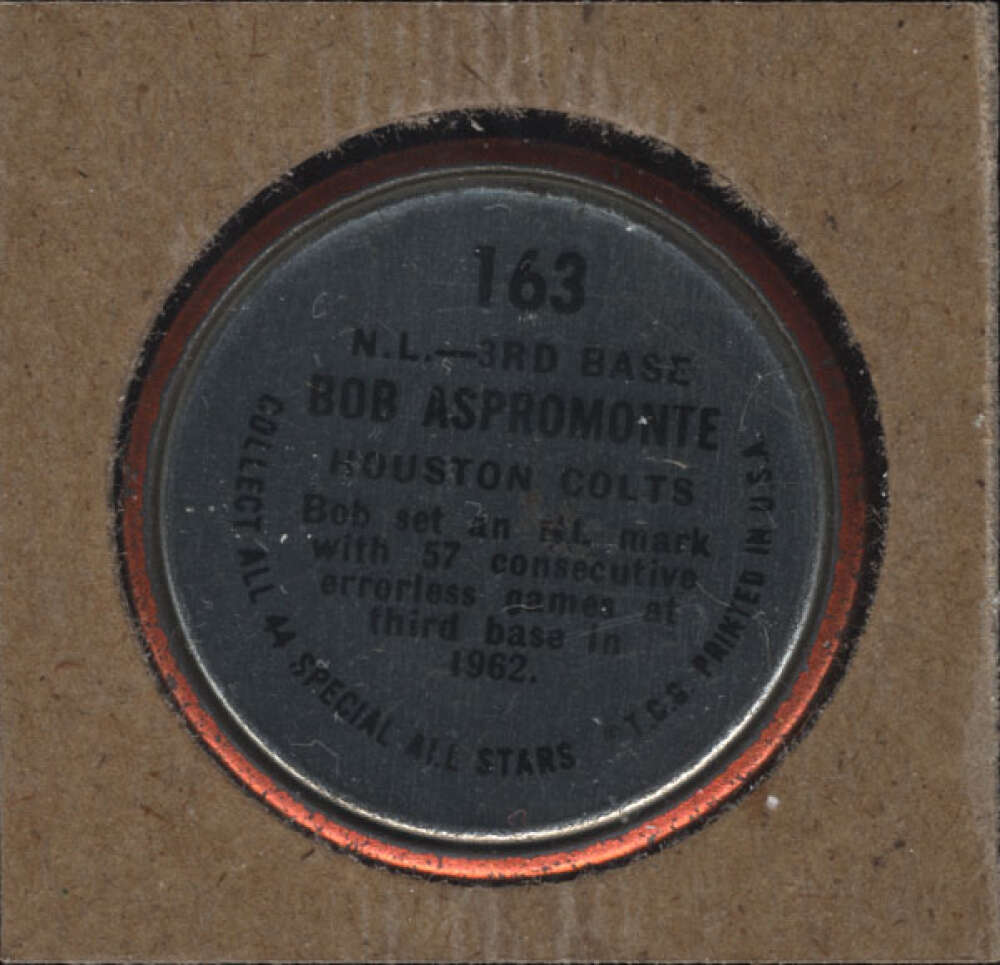 163
N.L.—3RD BASE
BOB ASPROMONTE
HOUSTON COLTS
Bob set an NL mark
with 57 consecutive
errorless games at
third base in
1962.
COLLECT ALL 44 SPECIAL ALL STARS
© T.C.G. PRINTED IN U.S.A.